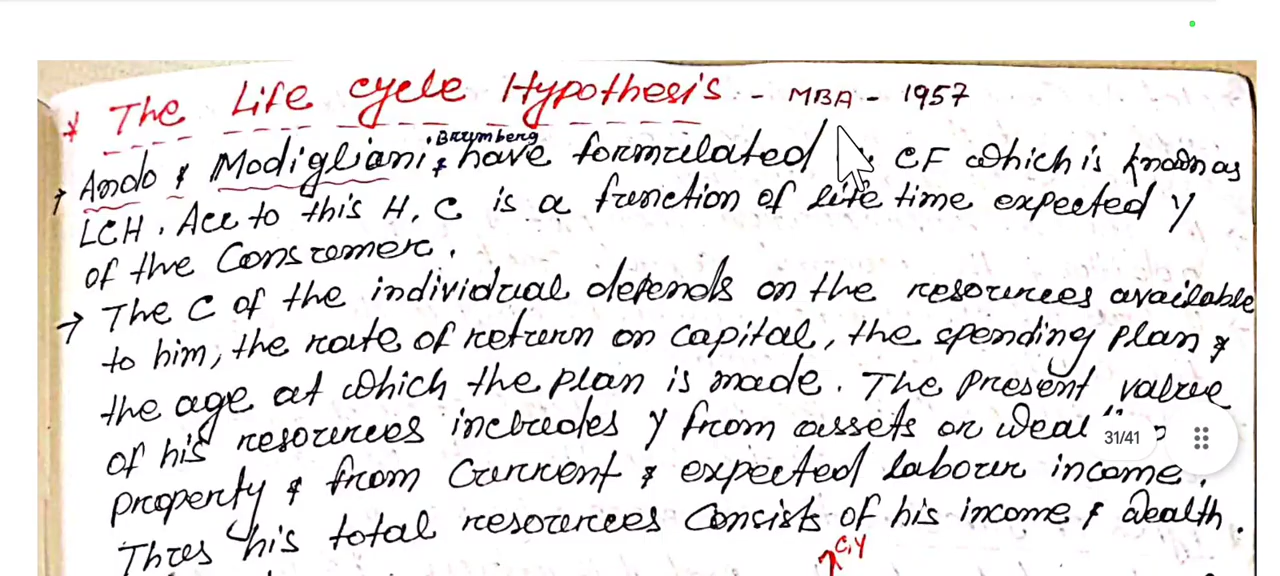 * The Life cycle Hypothesis - MBA - 1957
, Brumberg
→ Ando & Modigliani & have formulated CF which is known as
LCH. Acc to this H, C is a function of life time expected Y
of the Consumer.
→ The C of the individual depends on the resources available
to him, the rate of return on capital, the spending plan &
the age at which the plan is made. The present value
of his resources includes Y from assets or
31/41
property & from Current & expected labour income.
Thus his total resources consists of his income & wealth.
C,Y